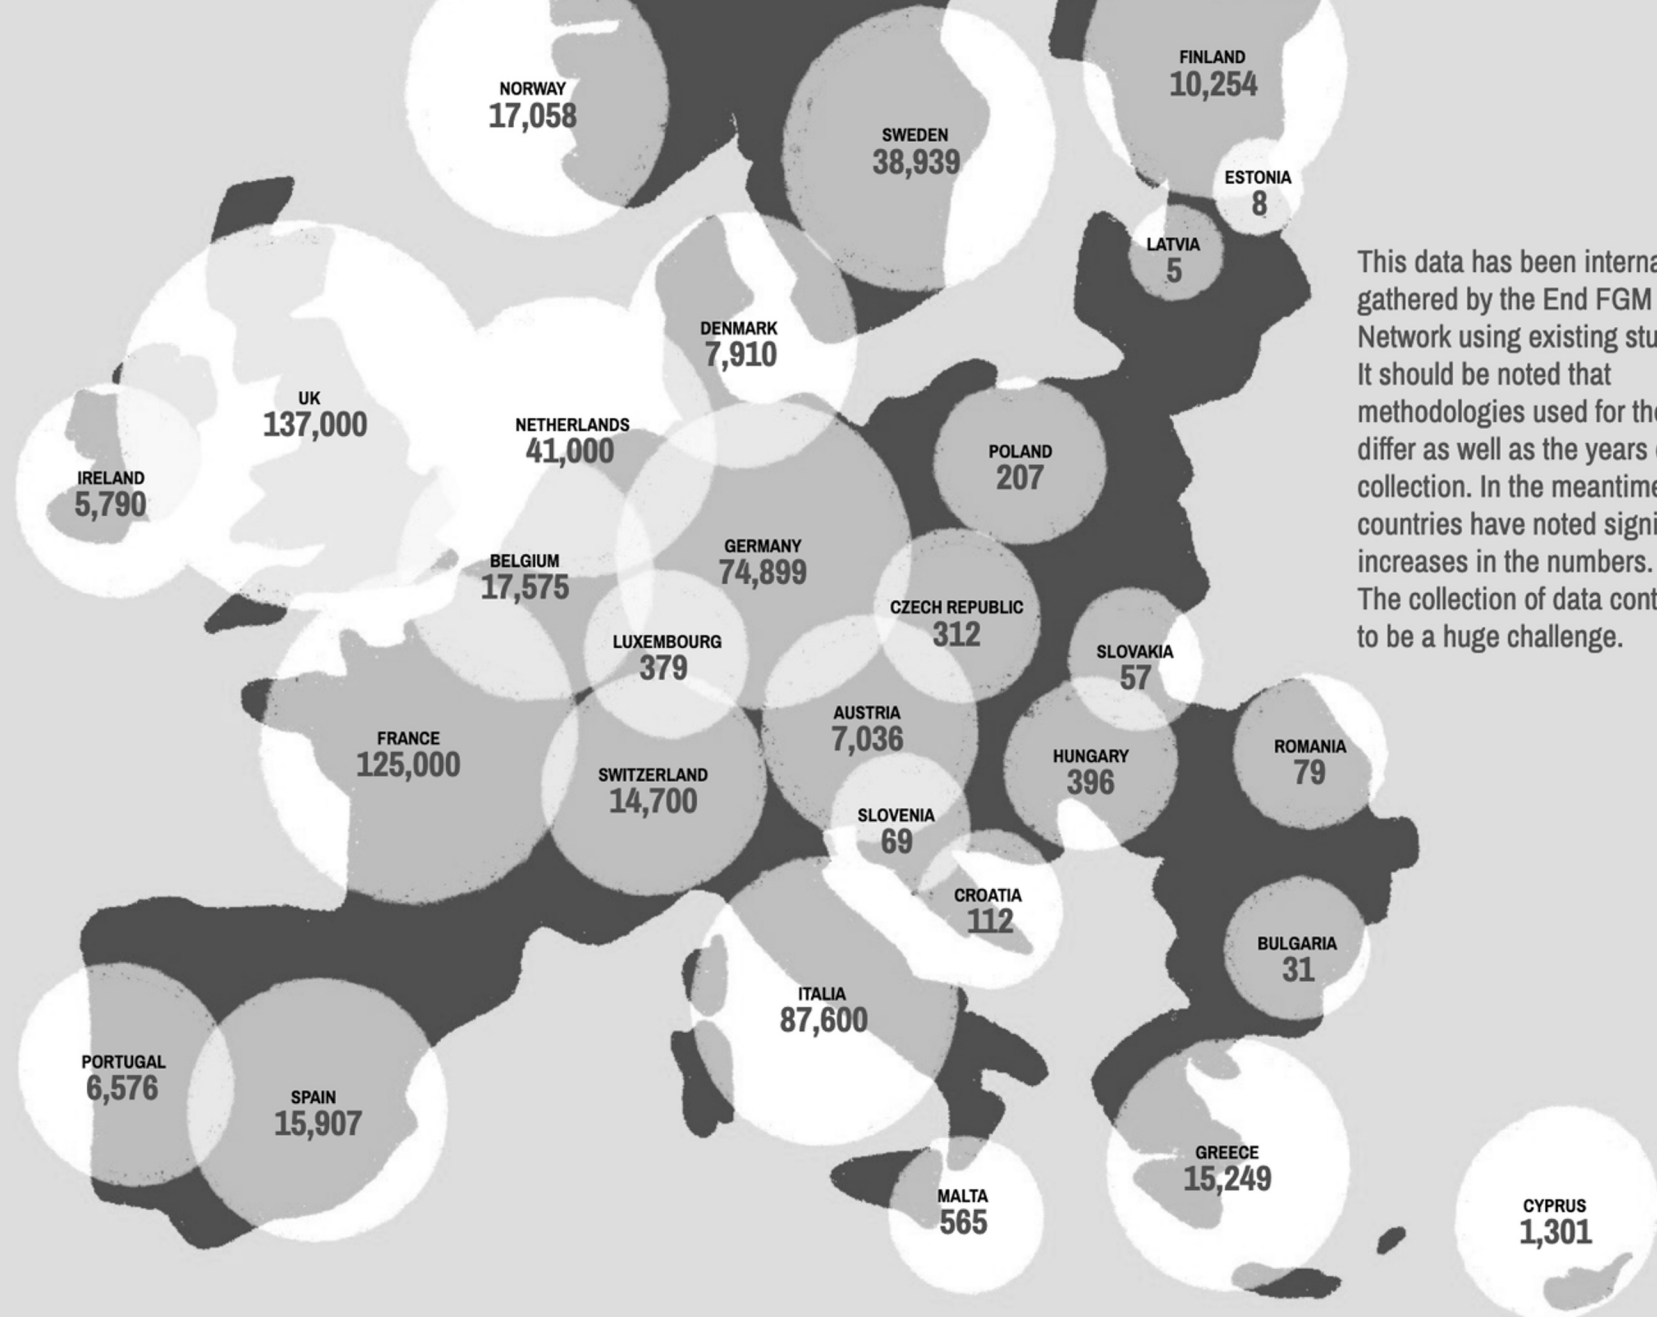 NORWAY
17,058
SWEDEN
38,939
FINLAND
10,254
ESTONIA
8
LATVIA
5
DENMARK
7,910
UK
137,000
IRELAND
5,790
NETHERLANDS
41,000
BELGIUM
17,575
GERMANY
74,899
POLAND
207
CZECH REPUBLIC
312
LUXEMBOURG
379
SLOVAKIA
57
FRANCE
125,000
SWITZERLAND
14,700
AUSTRIA
7,036
HUNGARY
396
ROMANIA
79
SLOVENIA
69
CROATIA
112
BULGARIA
31
ITALIA
87,600
PORTUGAL
6,576
SPAIN
15,907
MALTA
565
GREECE
15,249
CYPRUS
1,301
This data has been interna
gathered by the End FGM
Network using existing stu
It should be noted that
methodologies used for the
differ as well as the years
collection. In the meantime
countries have noted signi
increases in the numbers.
The collection of data cont
to be a huge challenge.